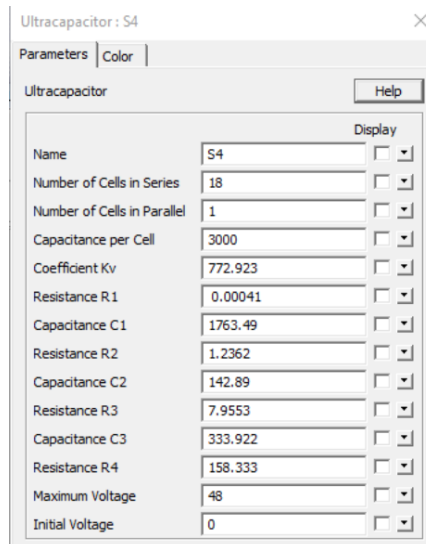 Ultracapacitor : S4
Parameters Color
Ultracapacitor Help
Display
Name S4
Number of Cells in Series 18
Number of Cells in Parallel 1
Capacitance per Cell 3000
Coefficient Kv 772.923
Resistance R1 0.00041
Capacitance C1 1763.49
Resistance R2 1.2362
Capacitance C2 142.89
Resistance R3 7.9553
Capacitance C3 333.922
Resistance R4 158.333
Maximum Voltage 48
Initial Voltage 0